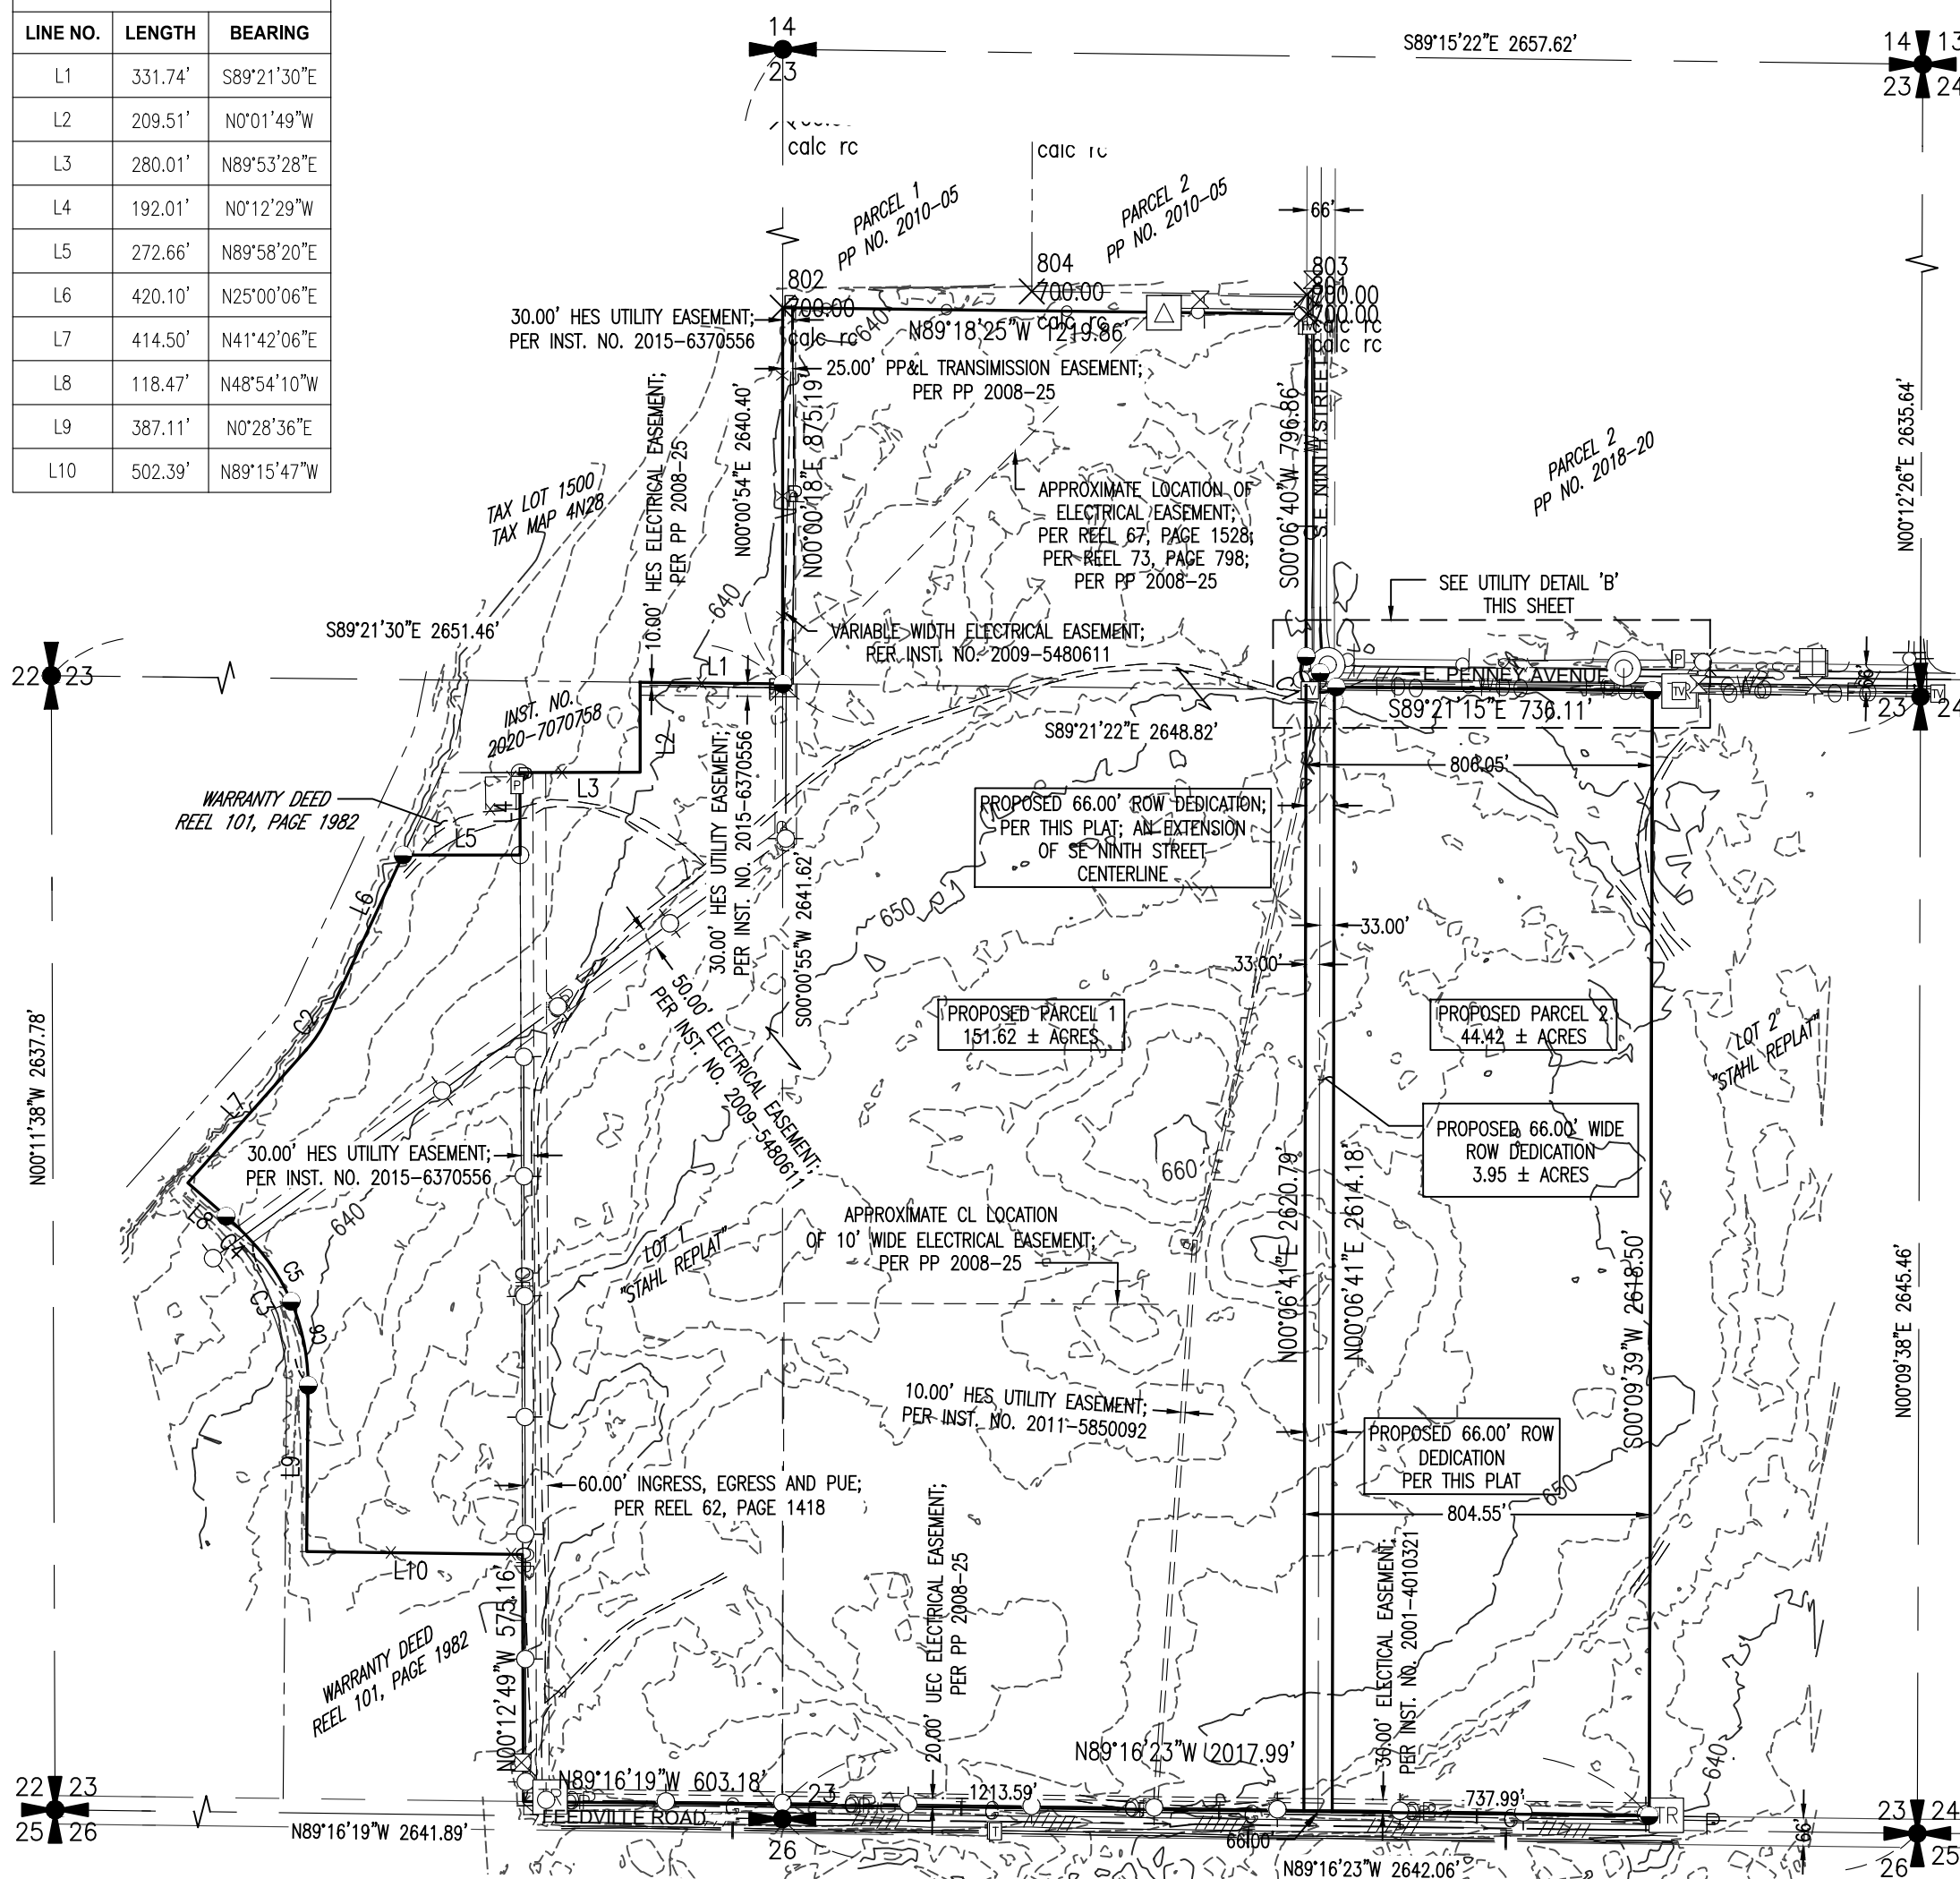 LINE NO. LENGTH BEARING
L1 331.74' S89°21'30"E
L2 209.51' N0°01'49"W
L3 280.01' N89°53'28"E
L4 192.01' N0°12'29"W
L5 272.66' N89°58'20"E
L6 420.10' N25°00'06"E
L7 414.50' N41°42'06"E
L8 118.47' N48°54'10"W
L9 387.11' N0°28'36"E
L10 502.39' N89°15'47"W
14
23
S89°15'22"E 2657.62'
14 13
23 24
calc rc
calc rc
PARCEL 1
PP NO. 2010-05
PARCEL 2
PP NO. 2010-05
66'
802
700.00
calc rc
804
700.00
calc rc
803
801
700.00
700.00
calc rc
calc rc
640
30.00' HES UTILITY EASEMENT;
PER INST. NO. 2015-6370556
N89°18'25"W 1219.86'
25.00' PP&L TRANSIMISSION EASEMENT;
PER PP 2008-25
10.00' HES ELECTRICAL EASEMENT;
PER PP 2008-25
N00°00'54"E 2640.40'
N00°00'18"E 875.19'
S00°06'40"W 796.86'
S.E. NINTH STREET
PARCEL 2
PP NO. 2018-20
N00°12'26"E 2635.64'
TAX LOT 1500
TAX MAP 4N28
APPROXIMATE LOCATION OF
ELECTRICAL EASEMENT;
PER REEL 67, PAGE 1528;
PER REEL 73, PAGE 798;
PER PP 2008-25
SEE UTILITY DETAIL 'B'
THIS SHEET
640
VARIABLE WIDTH ELECTRICAL EASEMENT;
PER INST. NO. 2009-5480611
S89°21'30"E 2651.46'
22 23
L1
E. PENNEY AVENUE
66'
23 24
INST. NO.
2020-7070758
L2
S89°21'22"E 2648.82'
S89°21'15"E 736.11'
806.05'
L3
L4
WARRANTY DEED
REEL 101, PAGE 1982
L5
30.00' HES UTILITY EASEMENT;
PER INST. NO. 2015-6370556
S00°00'55"W 2641.62'
PROPOSED 66.00' ROW DEDICATION;
PER THIS PLAT; AN EXTENSION
OF SE NINTH STREET
CENTERLINE
L6
650
33.00'
33.00'
50.00' ELECTRICAL EASEMENT;
PER INST. NO. 2009-5480611
PROPOSED PARCEL 1
151.62 ± ACRES
PROPOSED PARCEL 2
44.42 ± ACRES
LOT 2
"STAHL REPLAT"
C2
N00°11'38"W 2637.78'
L7
PROPOSED 66.00' WIDE
ROW DEDICATION
3.95 ± ACRES
30.00' HES UTILITY EASEMENT;
PER INST. NO. 2015-6370556
660
640
L8
C4
C5
C3
C6
LOT 1
"STAHL REPLAT"
APPROXIMATE CL LOCATION
OF 10' WIDE ELECTRICAL EASEMENT;
PER PP 2008-25
N00°06'41"E 2620.79'
N00°06'41"E 2614.18'
S00°09'39"W 2618.50'
N00°09'38"E 2645.46'
10.00' HES UTILITY EASEMENT;
PER INST. NO. 2011-5850092
L9
PROPOSED 66.00' ROW
DEDICATION
PER THIS PLAT
60.00' INGRESS, EGRESS AND PUE;
PER REEL 62, PAGE 1418
650
804.55'
L10
20.00' UEC ELECTRICAL EASEMENT;
PER PP 2008-25
30.00' ELECTICAL EASEMENT;
PER INST. NO. 2001-4010321
N00°12'49"W 575.16'
WARRANTY DEED
REEL 101, PAGE 1982
N89°16'23"W 2017.99'
640
22 23
25 26
N89°16'19"W 603.18'
23
26
1213.59'
737.99'
TR
FEEDVILLE ROAD
N89°16'19"W 2641.89'
66.00'
N89°16'23"W 2642.06'
66'
23 24
26 25